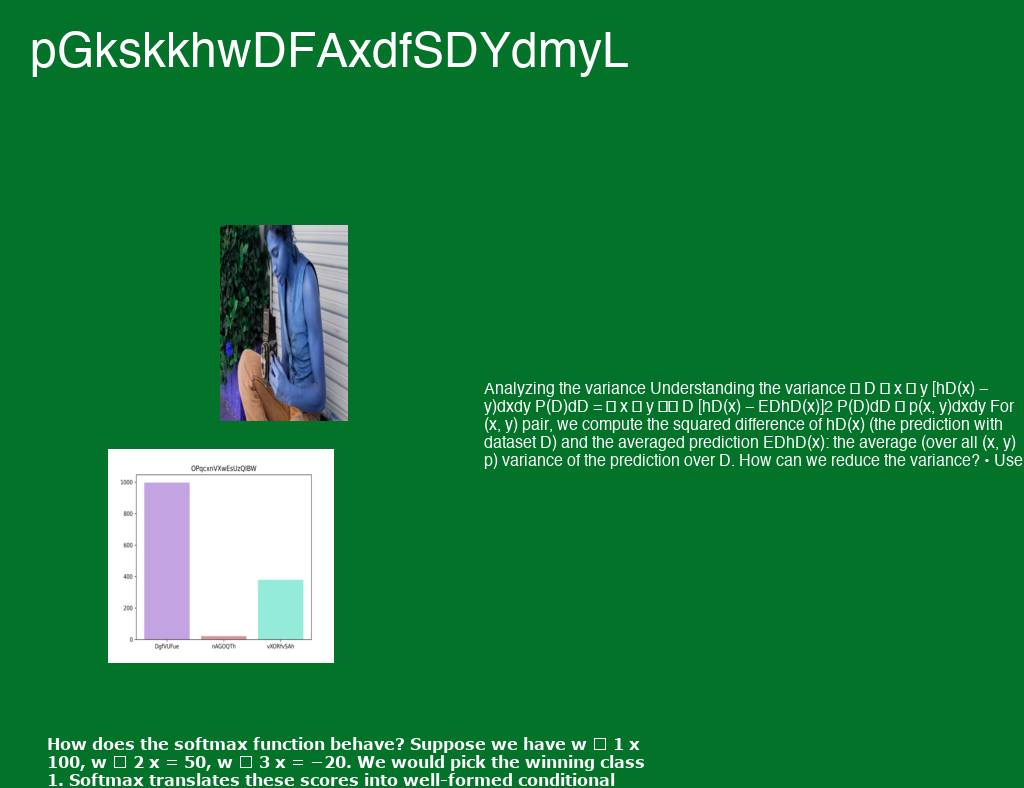 pGkskkhwDFAxdfSDYdmyL
Analyzing the variance Understanding the variance □ D □ x □ y [hD(x) –
y)dxdy P(D)dD = □ x □ y □□ D [hD(x) – EDhD(x)]2 P(D)dD □ p(x, y)dxdy For
(x, y) pair, we compute the squared difference of hD(x) (the prediction with
dataset D) and the averaged prediction EDhD(x): the average (over all (x, y)
p) variance of the prediction over D. How can we reduce the variance? • Use
OPqcxnVXwEsUzQIBW
1000
800
600
400
200
0
DgfVUFue nAGOQTh vXORfvSAh
How does the softmax function behave? Suppose we have w □ 1 x
100, w □ 2 x = 50, w □ 3 x = −20. We would pick the winning class
1. Softmax translates these scores into well-formed conditional